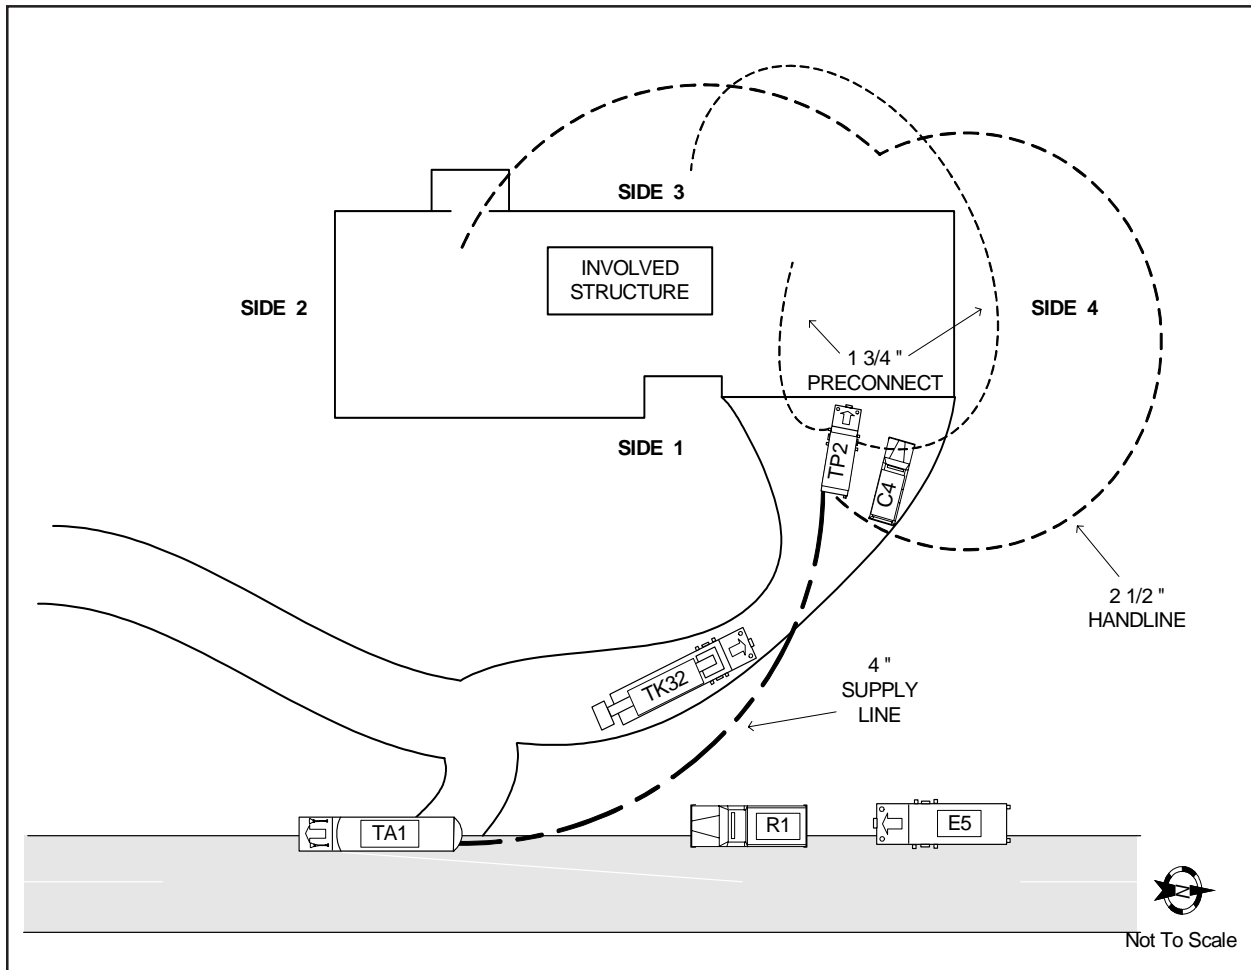 SIDE 3
INVOLVED
STRUCTURE
SIDE 2
SIDE 4
1 3/4 "
PRECONNECT
SIDE 1
TP2
C4
2 1/2 "
HANDLINE
4 "
SUPPLY
LINE
TK32
TA1
R1
E5
N
Not To Scale